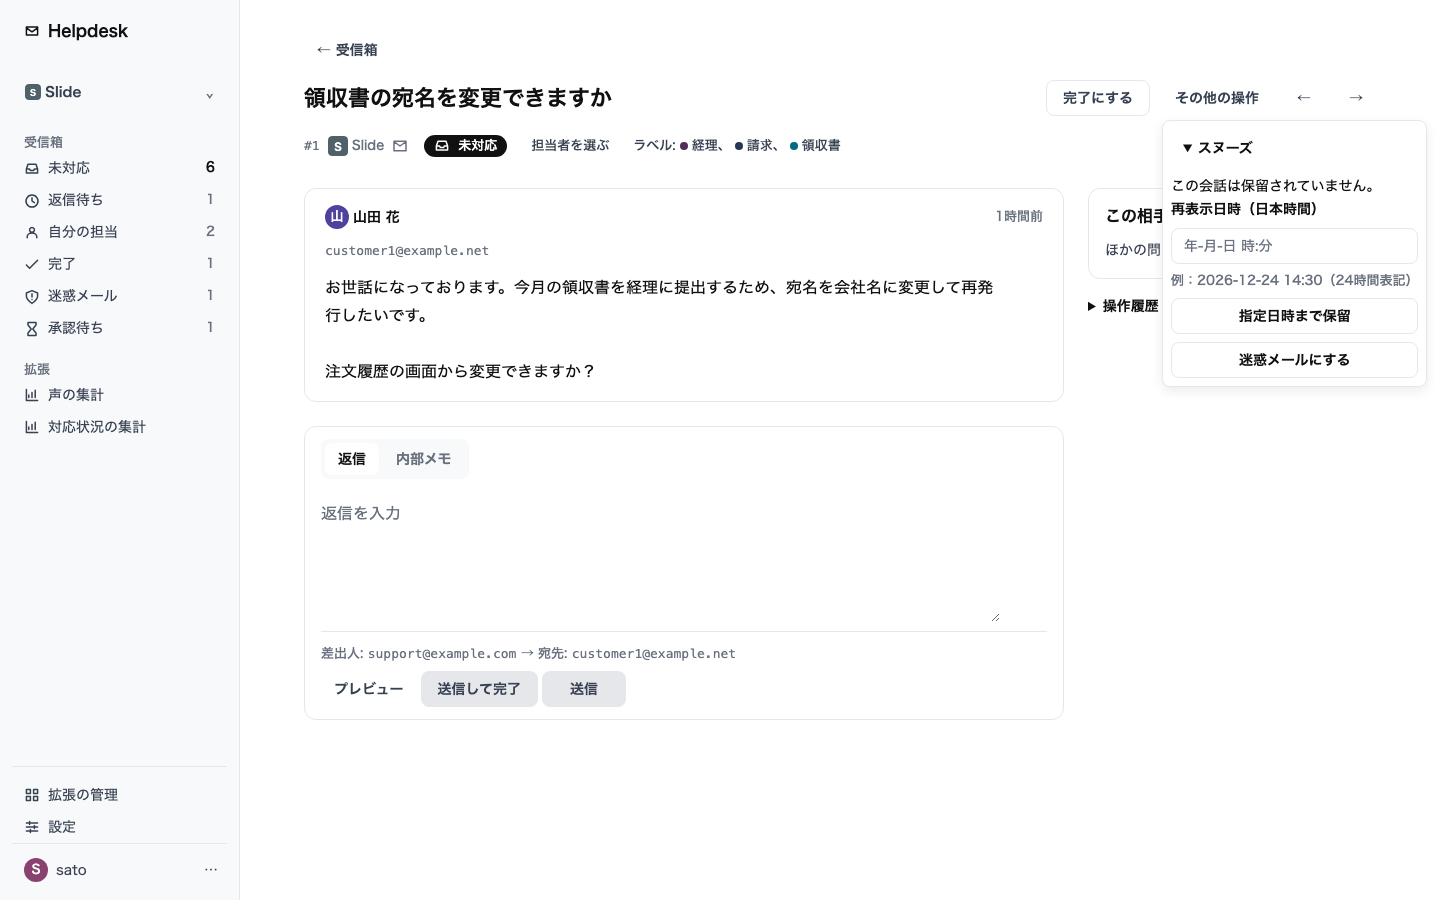 Helpdesk
S Slide
受信箱
未対応 6
返信待ち 1
自分の担当 2
完了 1
迷惑メール 1
承認待ち 1
拡張
声の集計
対応状況の集計
拡張の管理
設定
S sato ...
← 受信箱
領収書の宛名を変更できますか
完了にする その他の操作 ← →
#1 S Slide 未対応 担当者を選ぶ ラベル: 経理、 請求、 領収書
山 山田 花 1時間前
customer1@example.net
お世話になっております。今月の領収書を経理に提出するため、宛名を会社名に変更して再発
行したいです。
注文履歴の画面から変更できますか？
返信 内部メモ
返信を入力
差出人: support@example.com → 宛先: customer1@example.net
プレビュー 送信して完了 送信
この相手
ほかの問
▶ 操作履歴
▼ スヌーズ
この会話は保留されていません。
再表示日時（日本時間）
年-月-日 時:分
例：2026-12-24 14:30（24時間表記）
指定日時まで保留
迷惑メールにする